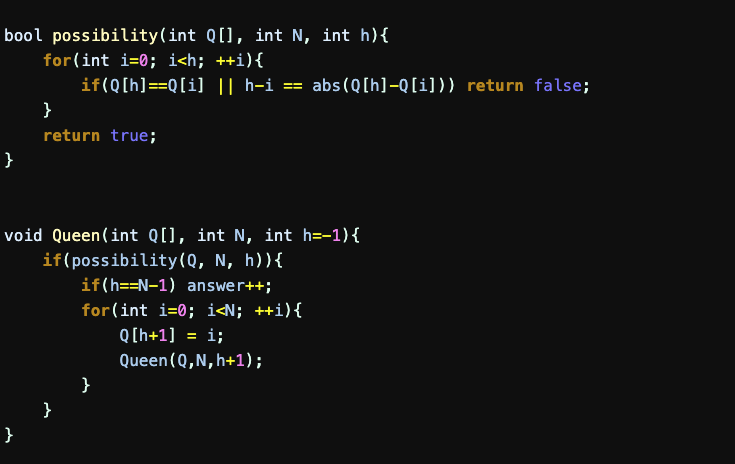 bool possibility(int Q[], int N, int h){
    for(int i=0; i<h; ++i){
        if(Q[h]==Q[i] || h-i == abs(Q[h]-Q[i])) return false;
    }
    return true;
}
void Queen(int Q[], int N, int h=-1){
    if(possibility(Q, N, h)){
        if(h==N-1) answer++;
        for(int i=0; i<N; ++i){
            Q[h+1] = i;
            Queen(Q,N,h+1);
        }
    }
}